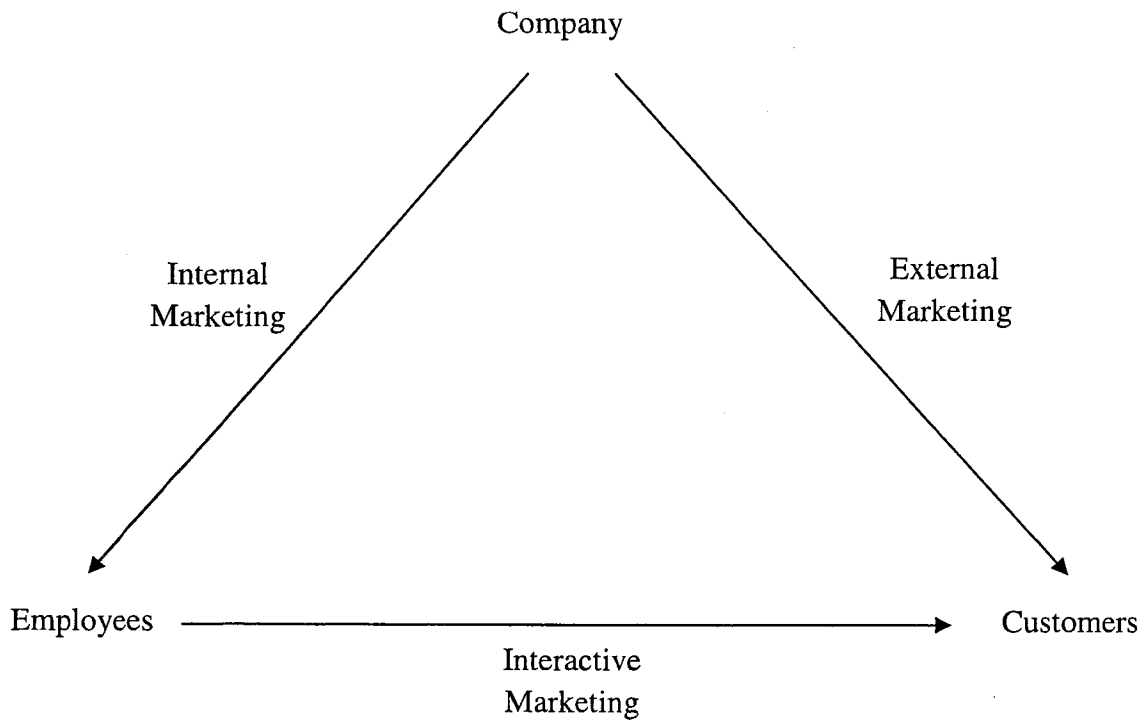 Company
Internal
Marketing
External
Marketing
Employees
Customers
Interactive
Marketing